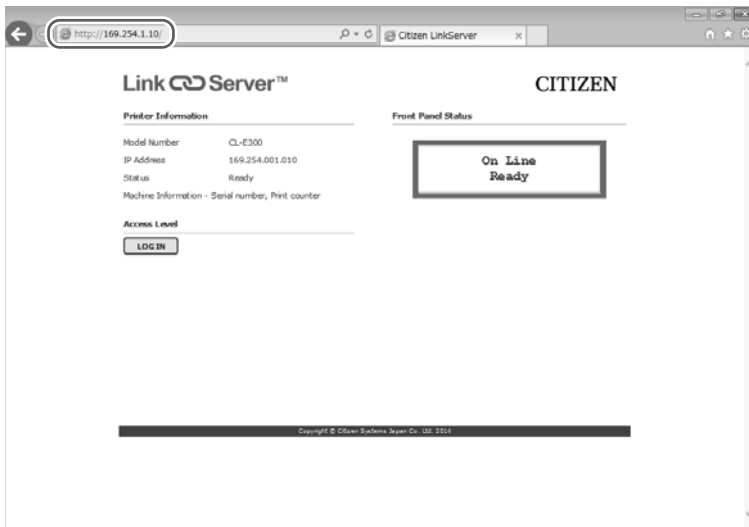 http://169.254.1.10/
Citizen LinkServer
Link Server™
CITIZEN
Printer Information
Front Panel Status
Model Number CL-E300
IP Address 169.254.001.010
Status Ready
Machine Information - Serial number, Print counter
On Line
Ready
Access Level
LOG IN
Copyright © Citizen Systems Japan Co. Ltd. 2014